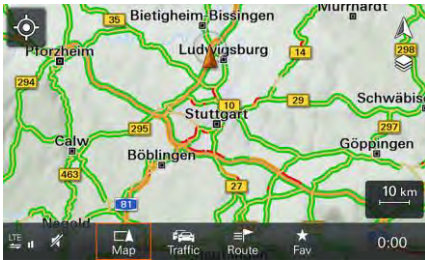 Murrhardt
35 Bietigheim-Bissingen
Pforzheim
Ludwigsburg
14
298
294
10
29
Schwäbis
Stuttgart
295
297
Calw
Böblingen
Göppingen
463
27
10 km
81
Nagold
LTE
Map Traffic Route Fav 0:00